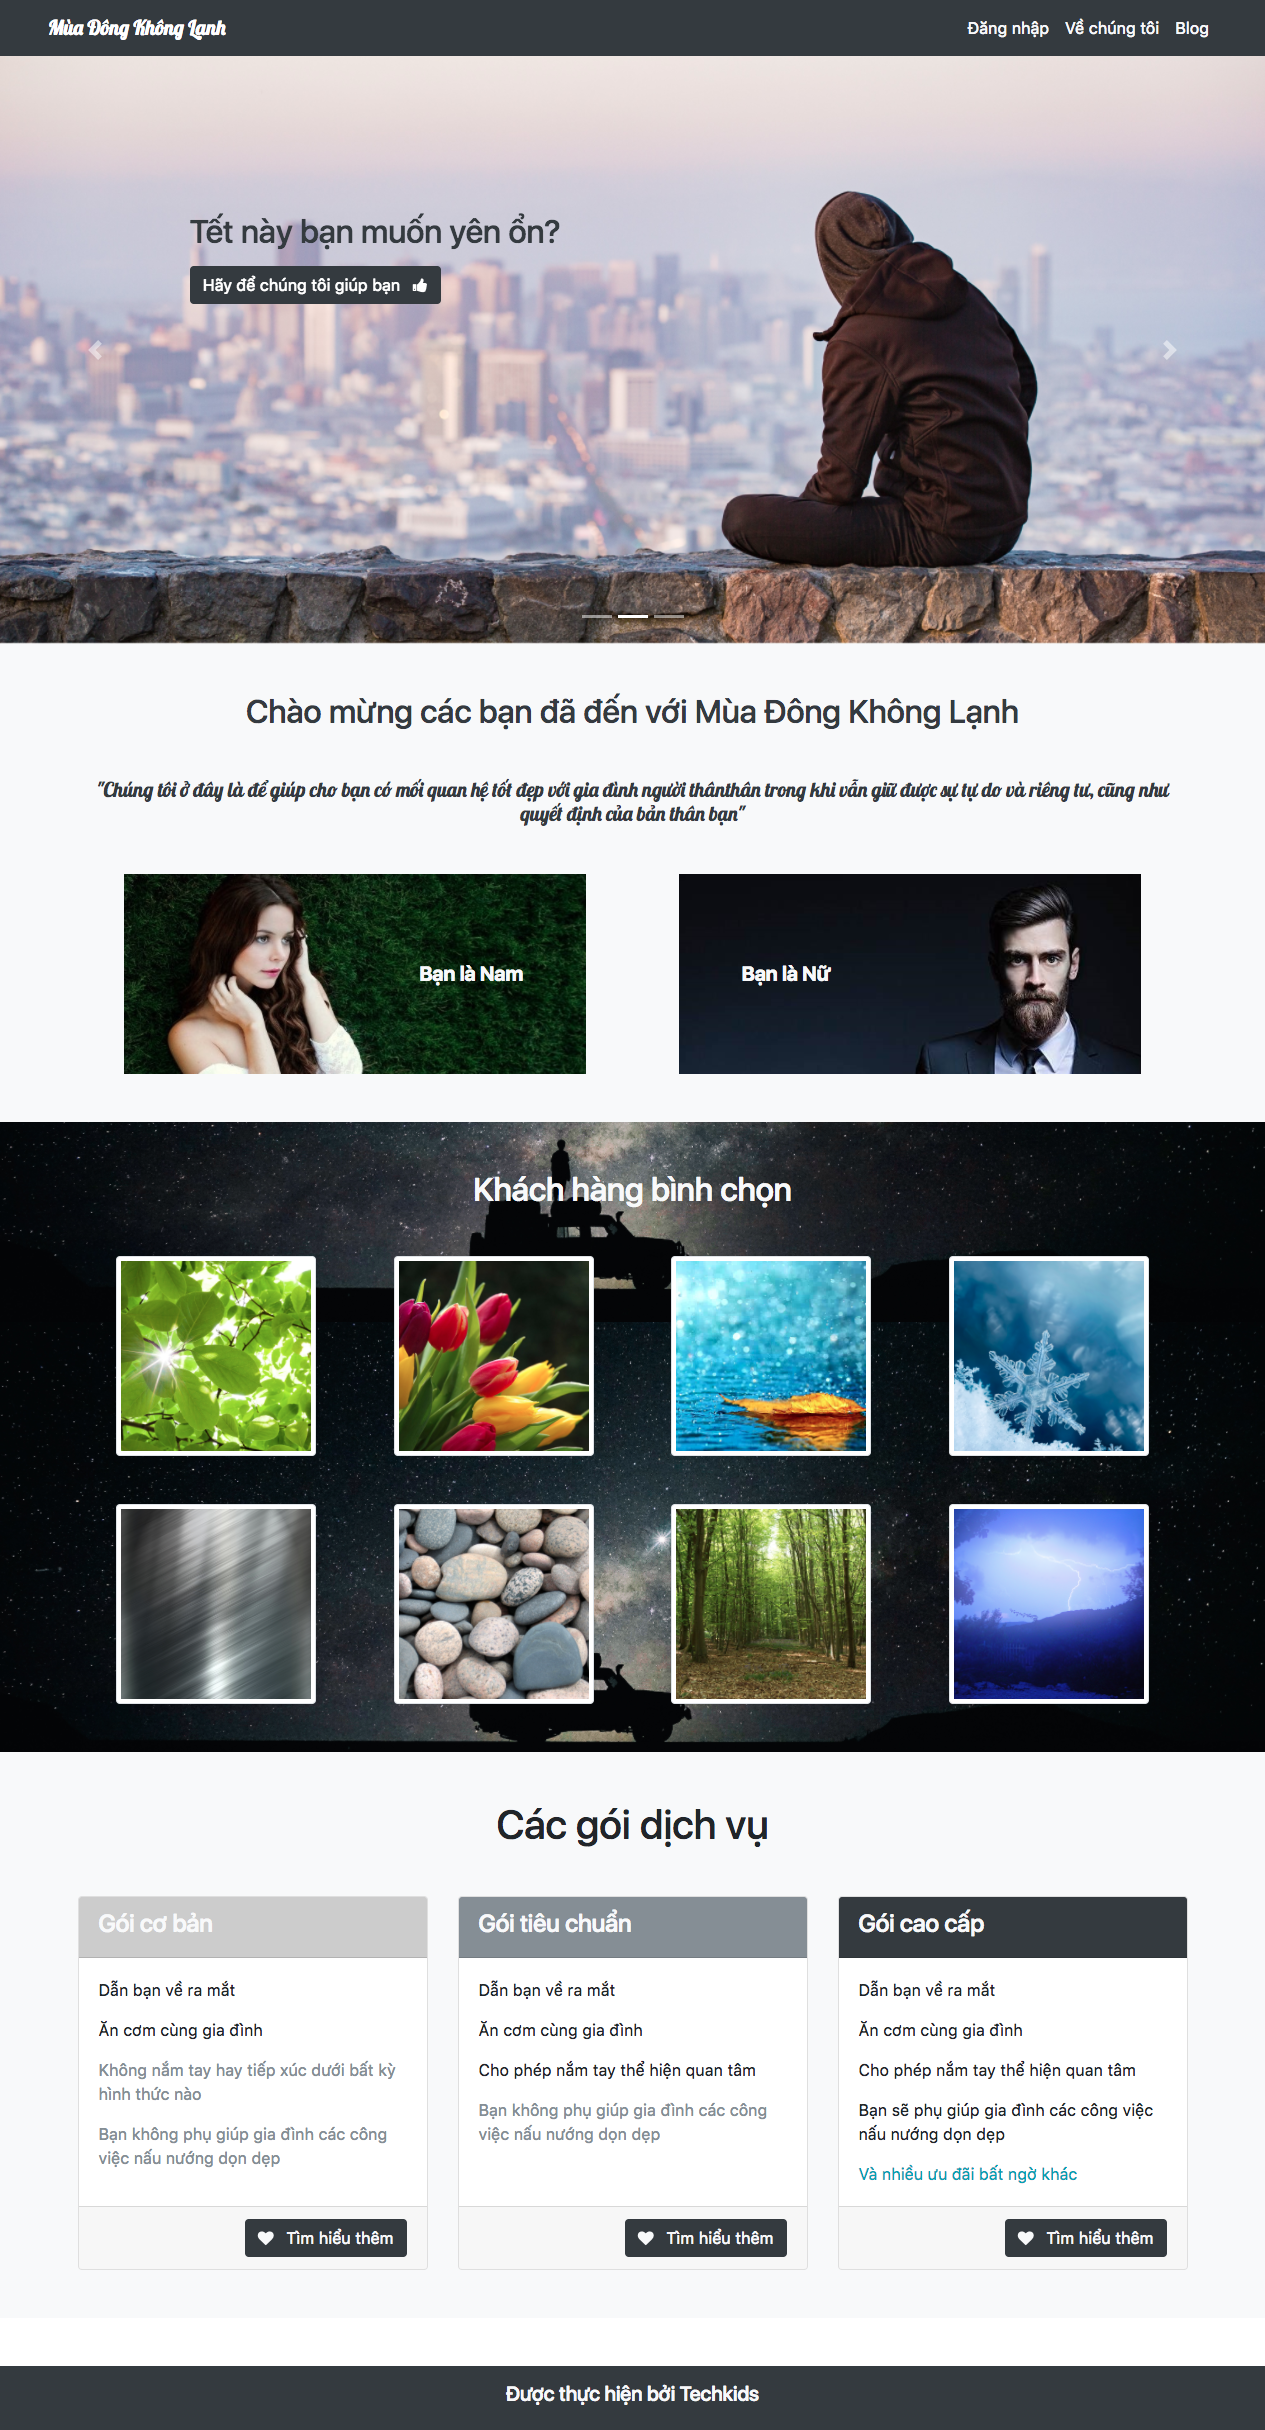 Mùa Đông Không Lạnh
Đăng nhập Về chúng tôi Blog
Tết này bạn muốn yên ổn?
Hãy để chúng tôi giúp bạn
Chào mừng các bạn đã đến với Mùa Đông Không Lạnh
"Chúng tôi ở đây là để giúp cho bạn có mối quan hệ tốt đẹp với gia đình người thânthân trong khi vẫn giữ được sự tự do và riêng tư, cũng như
quyết định của bản thân bạn"
Bạn là Nam
Bạn là Nữ
Khách hàng bình chọn
Các gói dịch vụ
Gói cơ bản
Dẫn bạn về ra mắt
Ăn cơm cùng gia đình
Không nắm tay hay tiếp xúc dưới bất kỳ
hình thức nào
Bạn không phụ giúp gia đình các công
việc nấu nướng dọn dẹp
Tìm hiểu thêm
Gói tiêu chuẩn
Dẫn bạn về ra mắt
Ăn cơm cùng gia đình
Cho phép nắm tay thể hiện quan tâm
Bạn không phụ giúp gia đình các công
việc nấu nướng dọn dẹp
Tìm hiểu thêm
Gói cao cấp
Dẫn bạn về ra mắt
Ăn cơm cùng gia đình
Cho phép nắm tay thể hiện quan tâm
Bạn sẽ phụ giúp gia đình các công việc
nấu nướng dọn dẹp
Và nhiều ưu đãi bất ngờ khác
Tìm hiểu thêm
Được thực hiện bởi Techkids